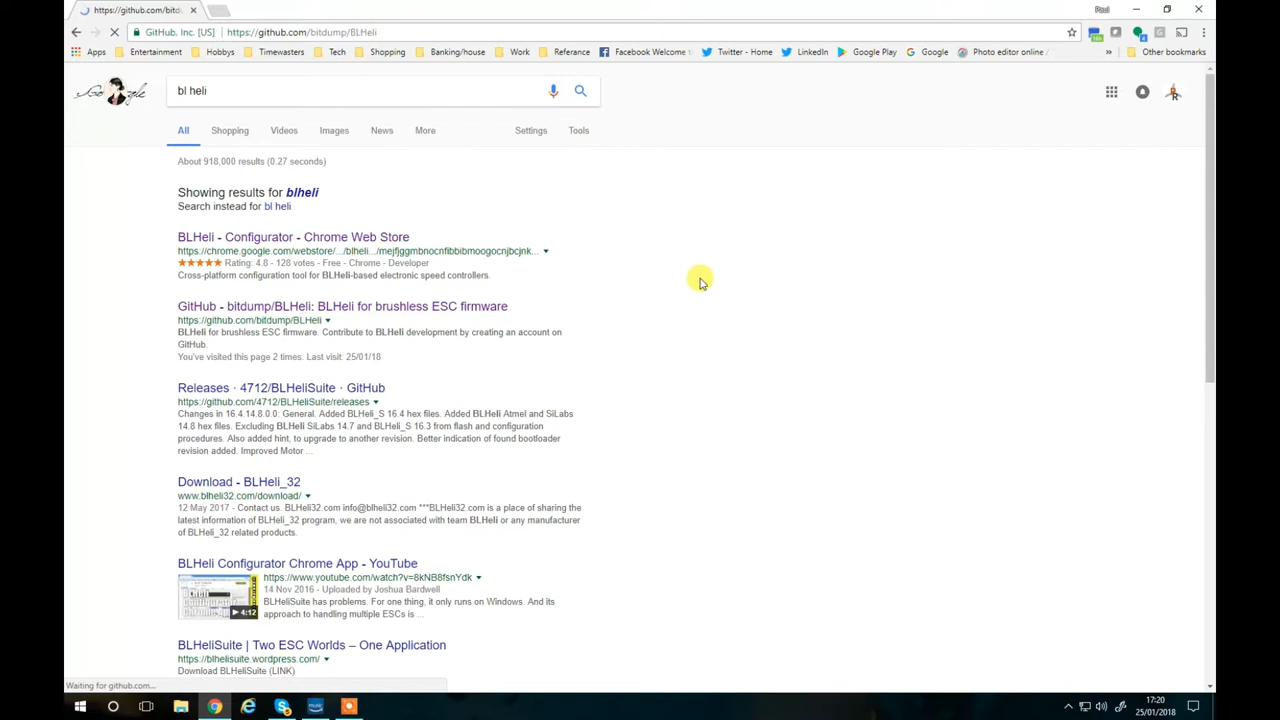 https://github.com/bitdu
Paul
GitHub, Inc. [US] https://github.com/bitdump/BLHeli
Apps Entertainment Hobbys Timewasters Tech Shopping Banking/house Work Referance Facebook Welcome t Twitter - Home LinkedIn Google Play Google Photo editor online / » Other bookmarks
bl heli
All Shopping Videos Images News More Settings Tools
About 918,000 results (0.27 seconds)
Showing results for blheli
Search instead for bl heli
BLHeli - Configurator - Chrome Web Store
https://chrome.google.com/webstore/.../blheli.../mejfjggmbnocnfibbibmoogocnjbcjnk...
Rating: 4.8 - 128 votes - Free - Chrome - Developer
Cross-platform configuration tool for BLHeli-based electronic speed controllers.
GitHub - bitdump/BLHeli: BLHeli for brushless ESC firmware
https://github.com/bitdump/BLHeli
BLHeli for brushless ESC firmware. Contribute to BLHeli development by creating an account on
GitHub.
You've visited this page 2 times. Last visit: 25/01/18
Releases · 4712/BLHeliSuite · GitHub
https://github.com/4712/BLHeliSuite/releases
Changes in 16.4.14.8.0.0: General. Added BLHeli_S 16.4 hex files. Added BLHeli Atmel and SiLabs
14.8 hex files. Excluding BLHeli SiLabs 14.7 and BLHeli_S 16.3 from flash and configuration
procedures. Also added hint, to upgrade to another revision. Better indication of found bootloader
revision added. Improved Motor ...
Download - BLHeli_32
www.blheli32.com/download/
12 May 2017 - Contact us. BLHeli32.com info@blheli32.com ***BLHeli32.com is a place of sharing the
latest information of BLHeli_32 program, we are not associated with team BLHeli or any manufacturer
of BLHeli_32 related products.
BLHeli Configurator Chrome App - YouTube
https://www.youtube.com/watch?v=8kNB8fsnYdk
14 Nov 2016 - Uploaded by Joshua Bardwell
BLHeliSuite has problems. For one thing, it only runs on Windows. And its
approach to handling multiple ESCs is ...
4:12
BLHeliSuite | Two ESC Worlds – One Application
https://blhelisuite.wordpress.com/
Download BLHeliSuite (LINK)
Waiting for github.com...
17:20
25/01/2018